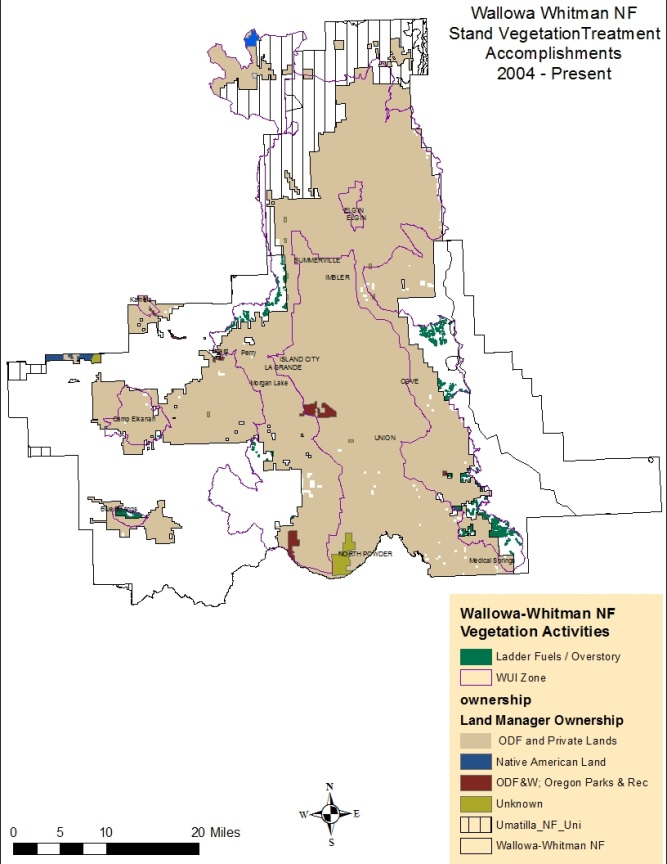 Wallowa Whitman NF
Stand VegetationTreatment
Accomplishments
2004 - Present
ELGIN
ELGIN
SUMMERVILLE
IMBLER
Kamela
Perry
ISLAND CITY
LA GRANDE
Morgan Lake
COVE
Camp Elkanah
UNION
NORTH POWDER
Medical Springs
Wallowa-Whitman NF
Vegetation Activities
Ladder Fuels / Overstory
WUI Zone
ownership
Land Manager Ownership
ODF and Private Lands
Native American Land
ODF&W; Oregon Parks & Rec
Unknown
Umatilla_NF_Uni
Wallowa-Whitman NF
N
W E
S
0 5 10 20 Miles